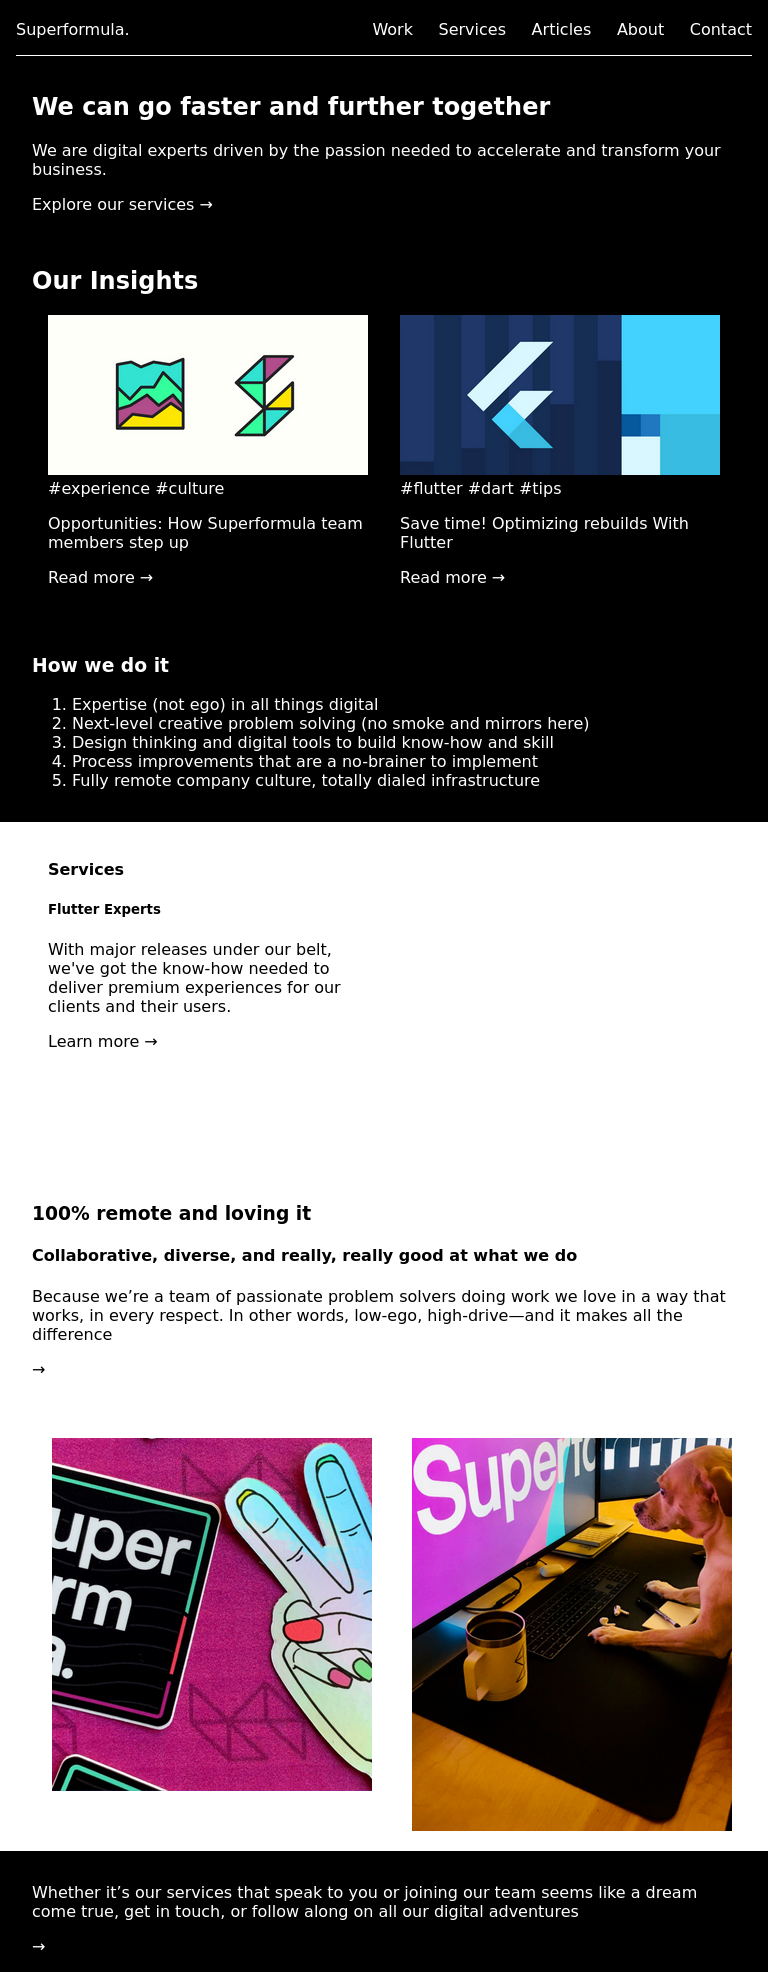 Superformula.
Work Services Articles About Contact
We can go faster and further together
We are digital experts driven by the passion needed to accelerate and transform your
business.
Explore our services →
Our Insights
#experience #culture
Opportunities: How Superformula team
members step up
Read more →
#flutter #dart #tips
Save time! Optimizing rebuilds With
Flutter
Read more →
How we do it
1. Expertise (not ego) in all things digital
2. Next-level creative problem solving (no smoke and mirrors here)
3. Design thinking and digital tools to build know-how and skill
4. Process improvements that are a no-brainer to implement
5. Fully remote company culture, totally dialed infrastructure
Services
Flutter Experts
With major releases under our belt,
we've got the know-how needed to
deliver premium experiences for our
clients and their users.
Learn more →
100% remote and loving it
Collaborative, diverse, and really, really good at what we do
Because we’re a team of passionate problem solvers doing work we love in a way that
works, in every respect. In other words, low-ego, high-drive—and it makes all the
difference
→
uper
rm
a.
Superfo
Whether it’s our services that speak to you or joining our team seems like a dream
come true, get in touch, or follow along on all our digital adventures
→